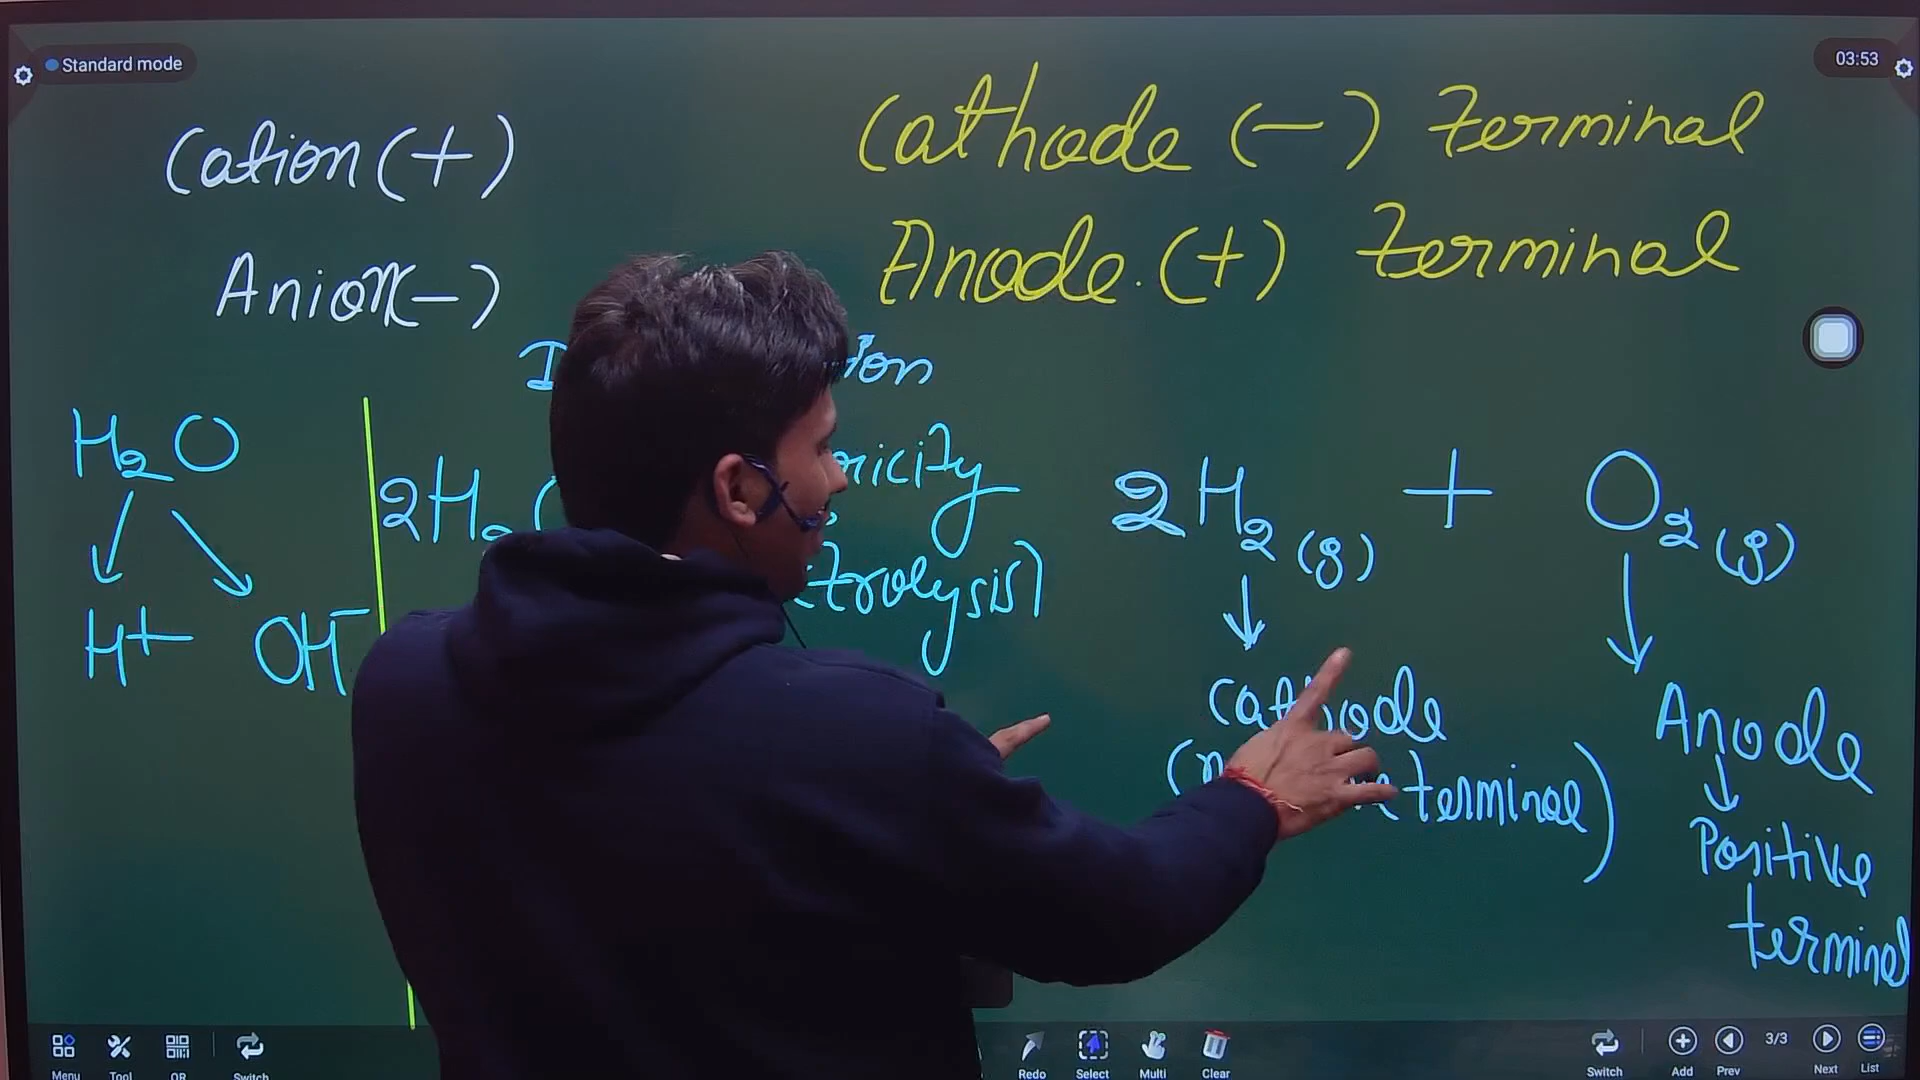 Standard mode
03:53
Cation (+)
Cathode (-) Terminal
Anion (-)
Anode. (+) Terminal
H2O
2H2
2H2(g) + O2(g)
H+ OH-
Cathode
Anode
terminal)
Positive
terminal
Menu Tool QR Switch Redo Select Multi Clear Switch Add Prev 3/3 Next List